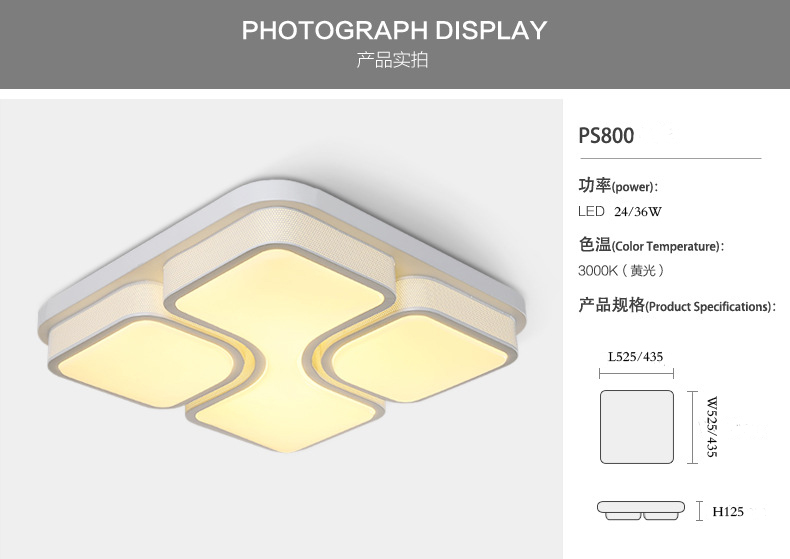 PHOTOGRAPH DISPLAY
产品实拍
PS800
功率(power):
LED 24/36W
色温(Color Temperature):
3000K（黄光）
产品规格(Product Specifications):
L525/435
W525/435
H125